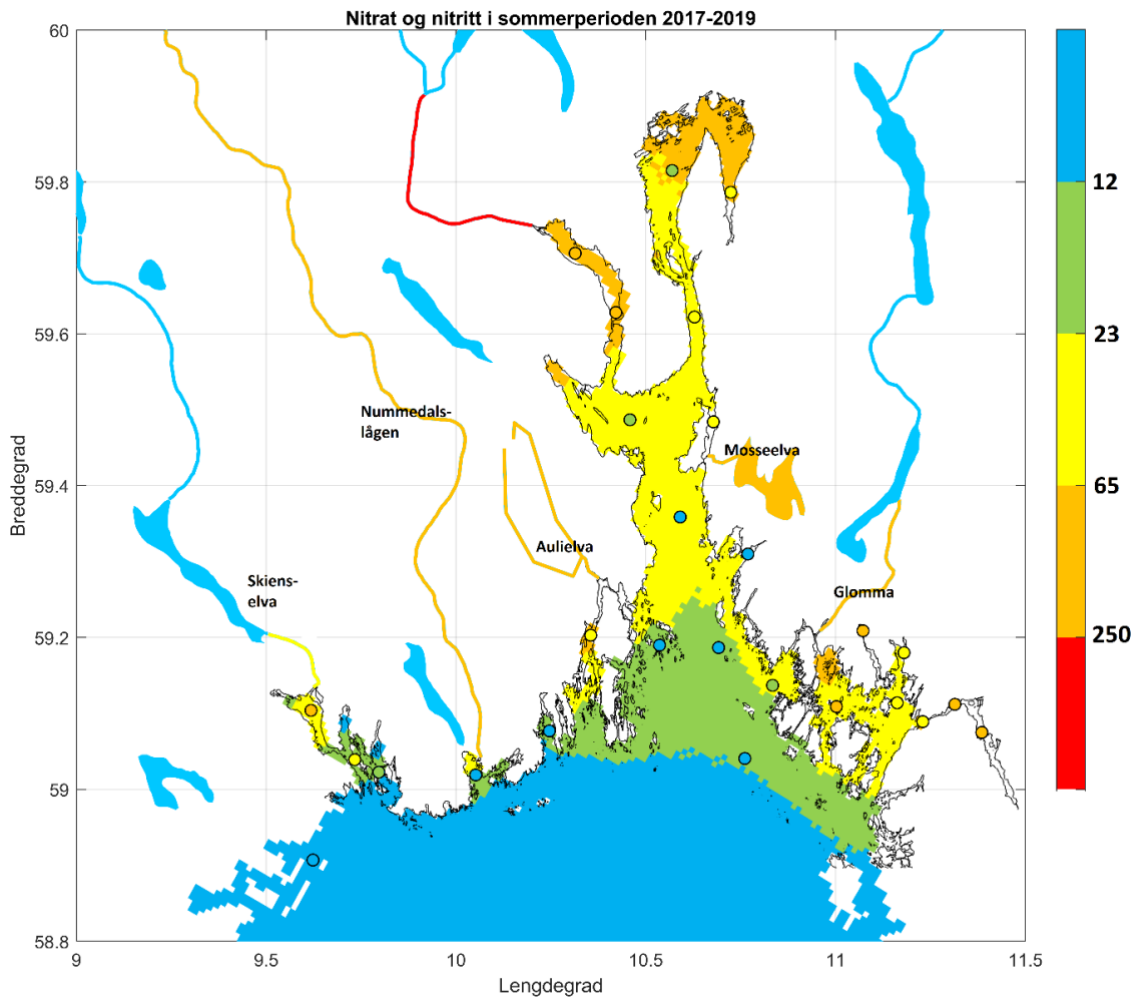 Nitrat og nitritt i sommerperioden 2017-2019
60
59.8
59.6
59.4
59.2
59
58.8
Breddegrad
9
9.5
10
10.5
11
11.5
Lengdegrad
Nummedals-
lågen
Mosseelva
Aulielva
Skiens-
elva
Glomma
12
23
65
250